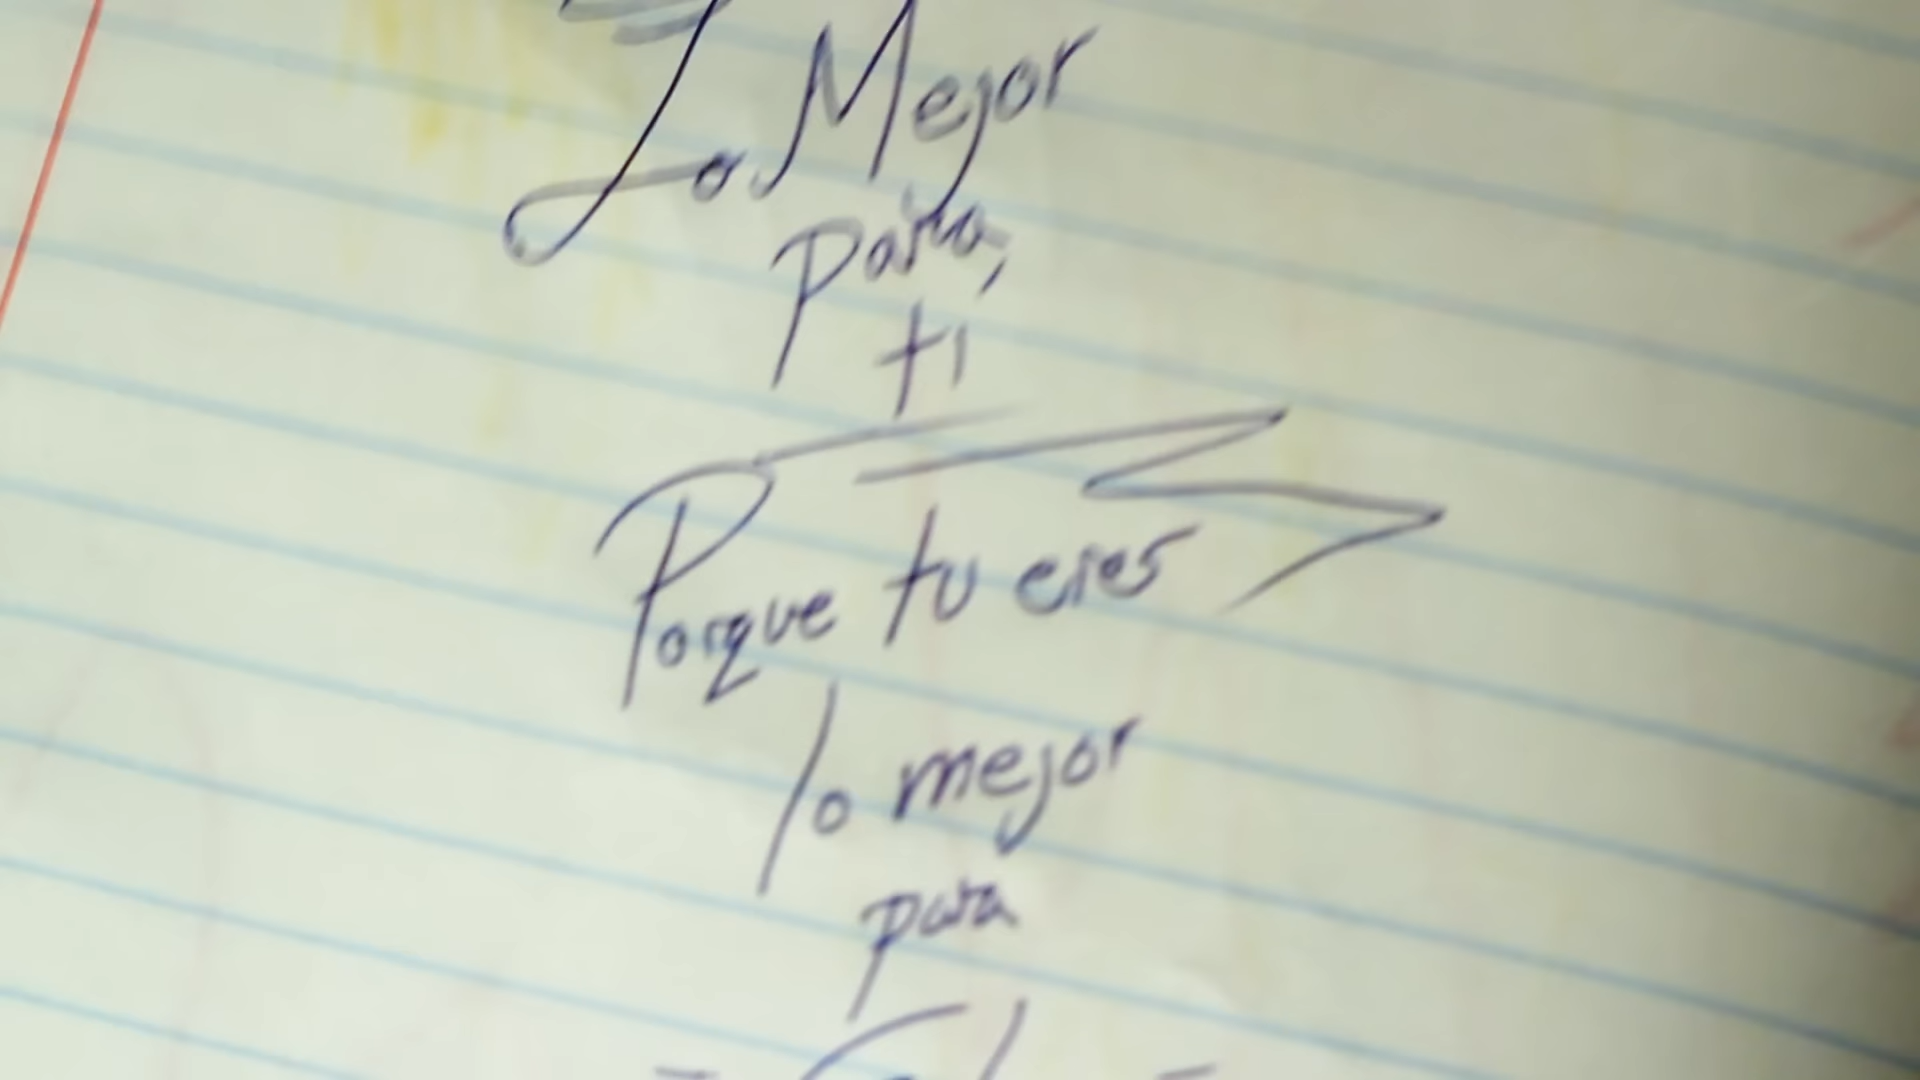 Lo Mejor
para,
ti
Porque tu eres
lo mejor
para